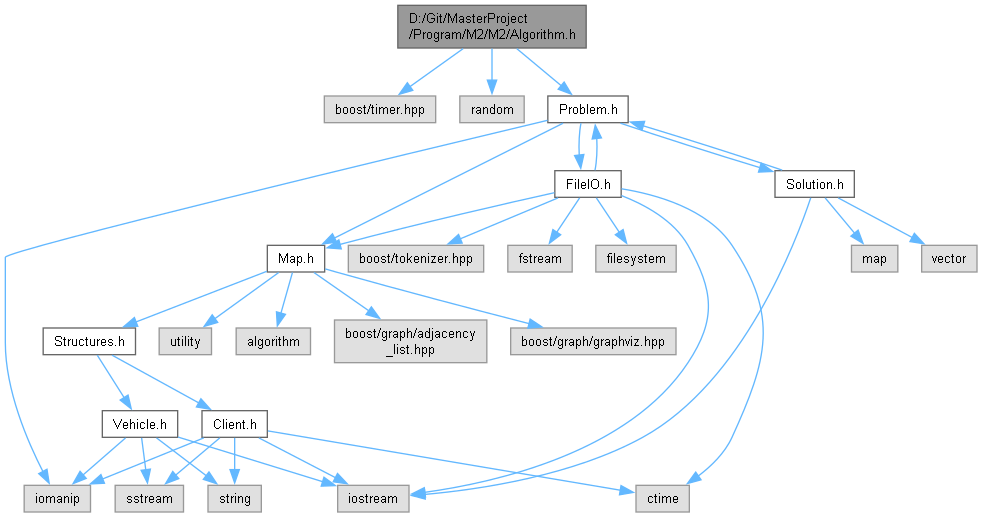 D:/Git/MasterProject
/Program/M2/M2/Algorithm.h
boost/timer.hpp
random
Problem.h
FileIO.h
Solution.h
Map.h
boost/tokenizer.hpp
fstream
filesystem
map
vector
Structures.h
utility
algorithm
boost/graph/adjacency
_list.hpp
boost/graph/graphviz.hpp
Vehicle.h
Client.h
iomanip
sstream
string
iostream
ctime